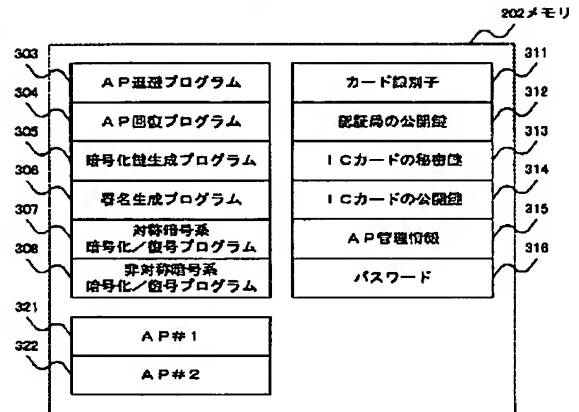 202メモリ
303
AP退避プログラム
304
AP回復プログラム
305
暗号化鍵生成プログラム
306
署名生成プログラム
307
対称暗号系
暗号化/復号プログラム
308
非対称暗号系
暗号化/復号プログラム
311
カード識別子
312
認証局の公開鍵
313
ICカードの秘密鍵
314
ICカードの公開鍵
315
AP管理情報
316
パスワード
321
AP#1
322
AP#2